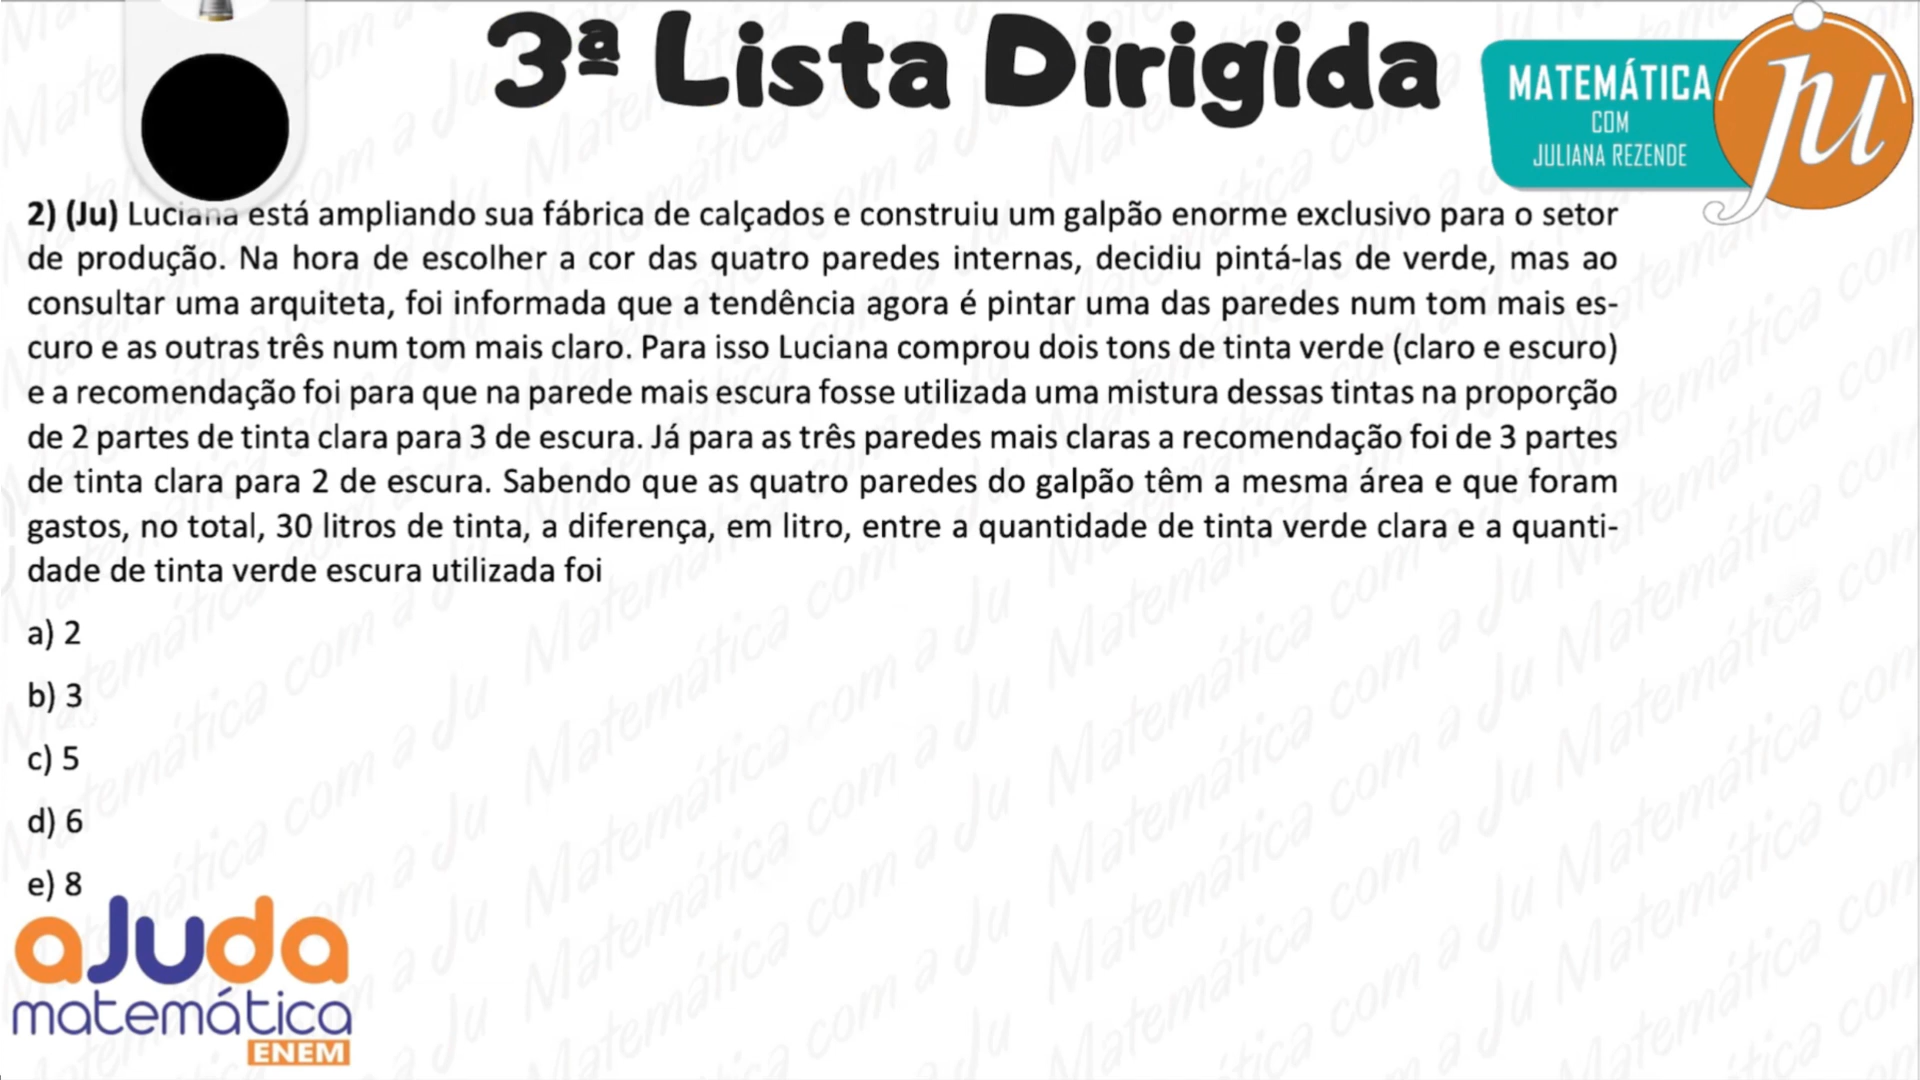 3ª Lista Dirigida
MATEMÁTICA
COM
JULIANA REZENDE
Ju
2) (Ju) Luciana está ampliando sua fábrica de calçados e construiu um galpão enorme exclusivo para o setor
de produção. Na hora de escolher a cor das quatro paredes internas, decidiu pintá-las de verde, mas ao
consultar uma arquiteta, foi informada que a tendência agora é pintar uma das paredes num tom mais es-
curo e as outras três num tom mais claro. Para isso Luciana comprou dois tons de tinta verde (claro e escuro)
e a recomendação foi para que na parede mais escura fosse utilizada uma mistura dessas tintas na proporção
de 2 partes de tinta clara para 3 de escura. Já para as três paredes mais claras a recomendação foi de 3 partes
de tinta clara para 2 de escura. Sabendo que as quatro paredes do galpão têm a mesma área e que foram
gastos, no total, 30 litros de tinta, a diferença, em litro, entre a quantidade de tinta verde clara e a quanti-
dade de tinta verde escura utilizada foi
a) 2
b) 3
c) 5
d) 6
e) 8
aJuda
matemática
ENEM